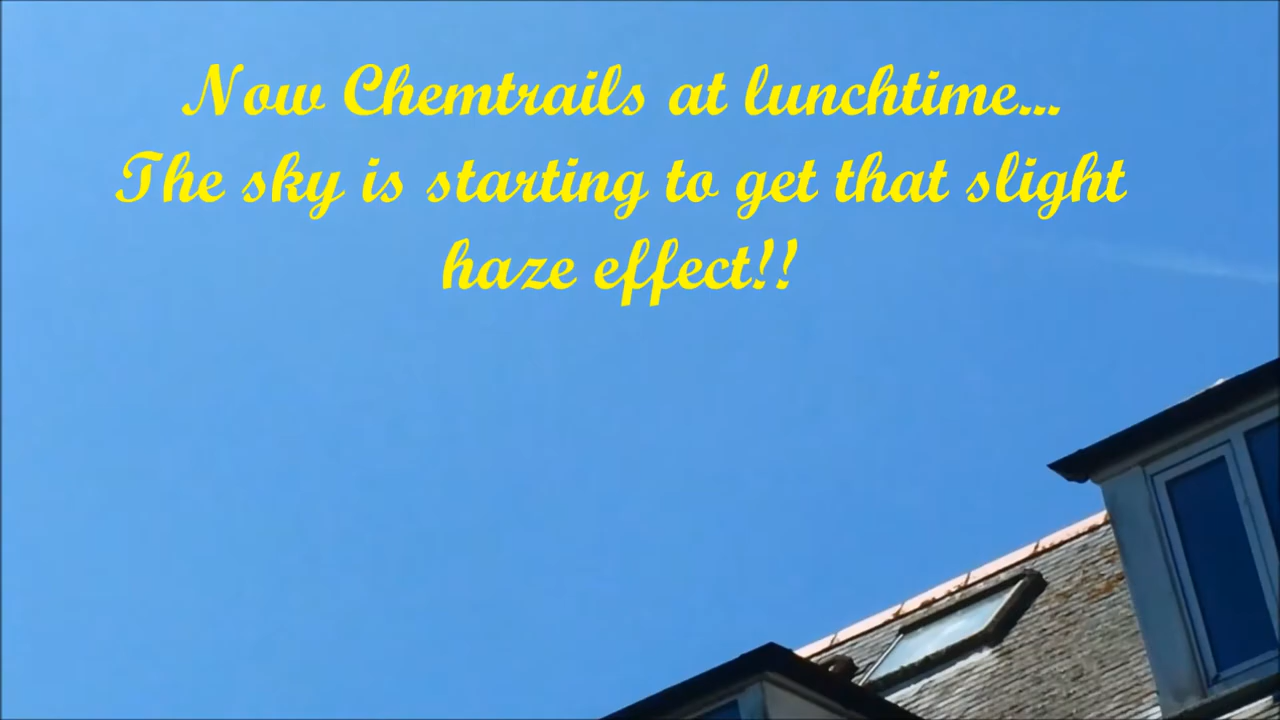 Now Chemtrails at lunchtime...
The sky is starting to get that slight
haze effect!!